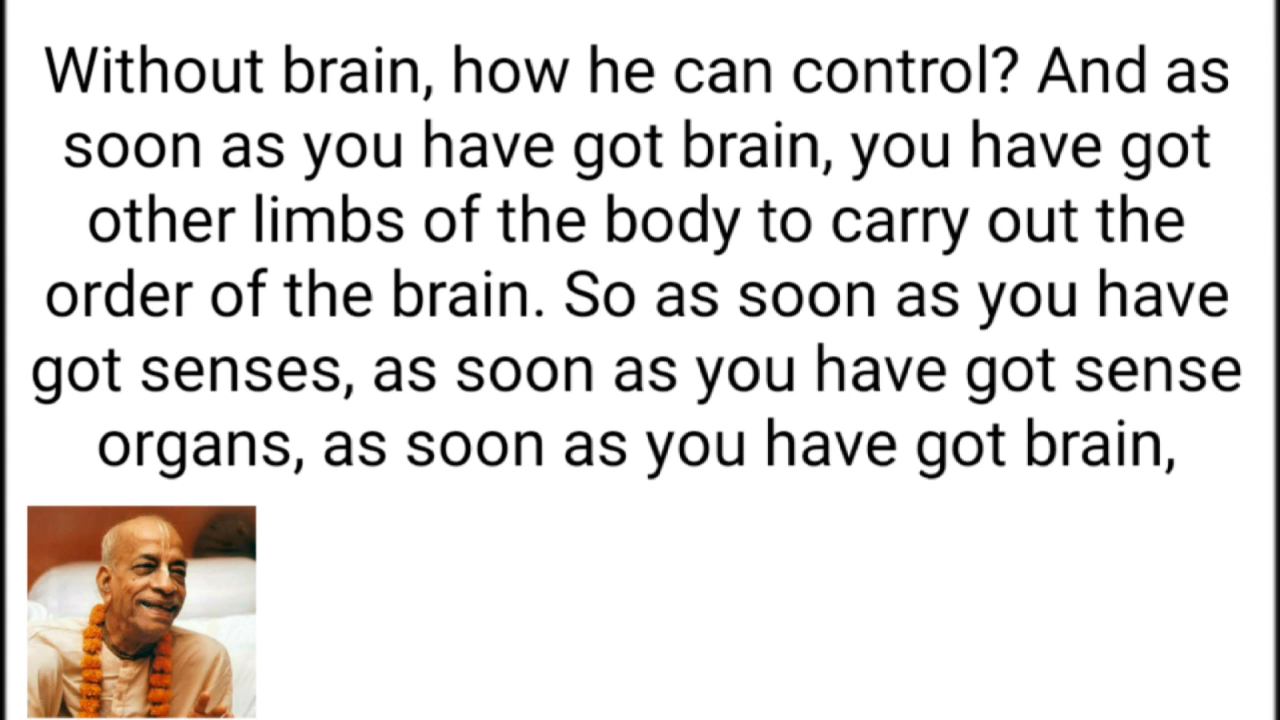 Without brain, how he can control? And as
soon as you have got brain, you have got
other limbs of the body to carry out the
order of the brain. So as soon as you have
got senses, as soon as you have got sense
organs, as soon as you have got brain,